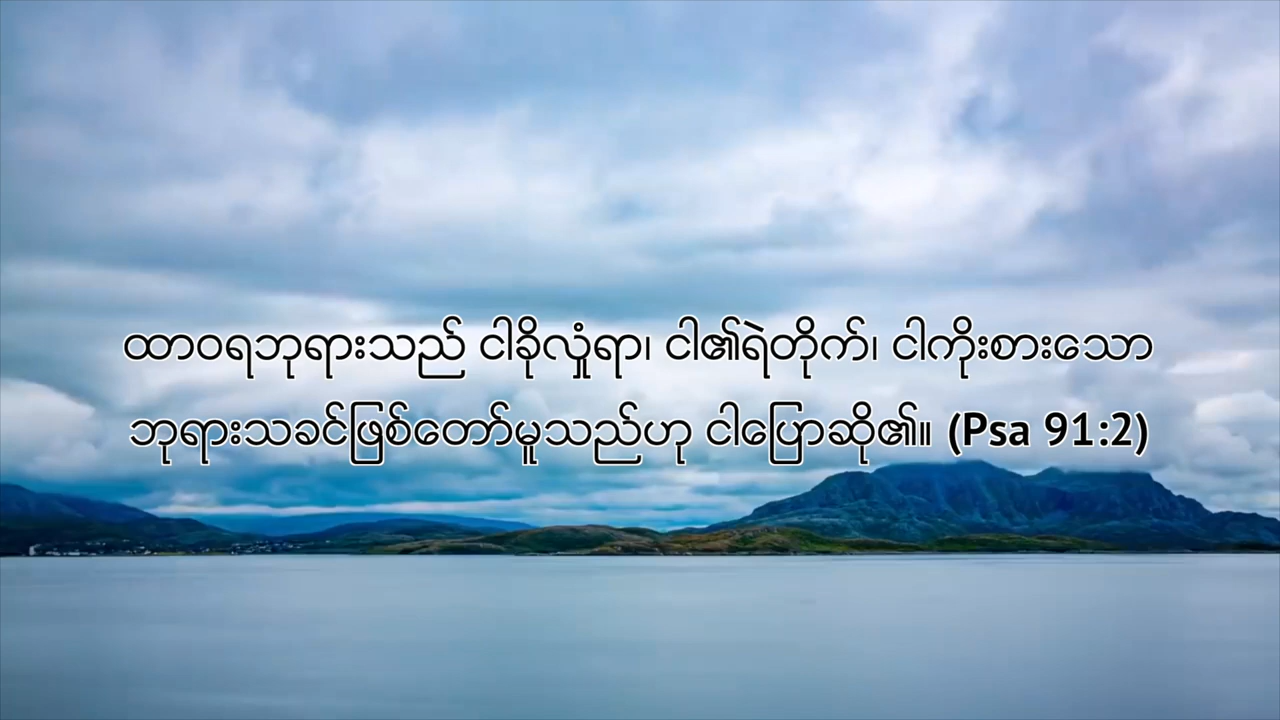 ထာဝရဘုရားသည် ငါခိုလှုံရာ၊ ငါ၏ရဲတိုက်၊ ငါကိုးစားသော
ဘုရားသခင်ဖြစ်တော်မူသည်ဟု ငါပြောဆို၏။ (Psa 91:2)